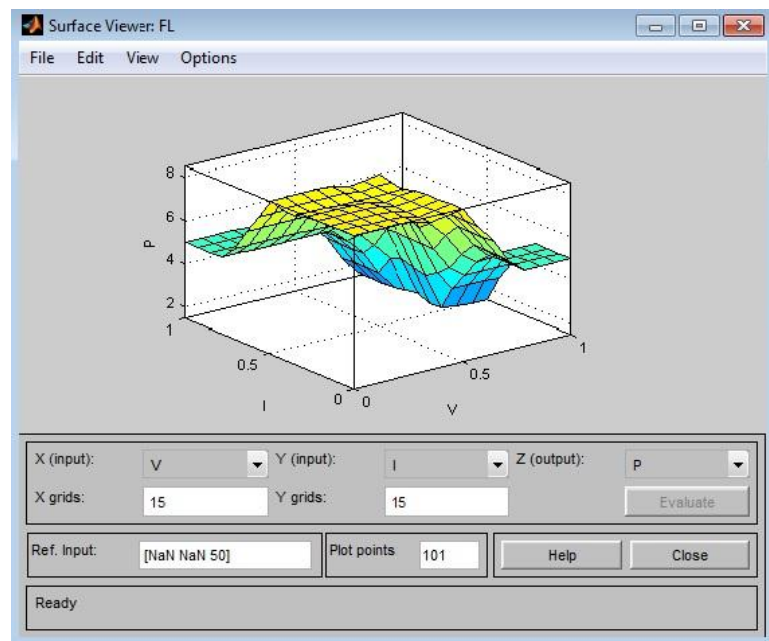 Surface Viewer: FL
File Edit View Options
8
6
P
4
2
1
0.5
I
0
0
V
0.5
1
X (input): V Y (input): I Z (output): P
X grids: 15 Y grids: 15 Evaluate
Ref. Input: [NaN NaN 50] Plot points 101 Help Close
Ready